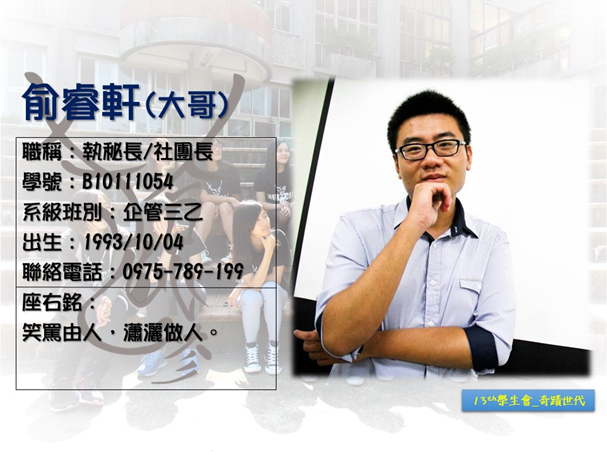 俞睿軒(大哥)
職稱：執祕長/社團長
學號：B10111054
系級班別：企管三乙
出生：1993/10/04
聯絡電話：0975-789-199
座右銘：
笑罵由人，瀟灑做人。
13th學生會_奇蹟世代